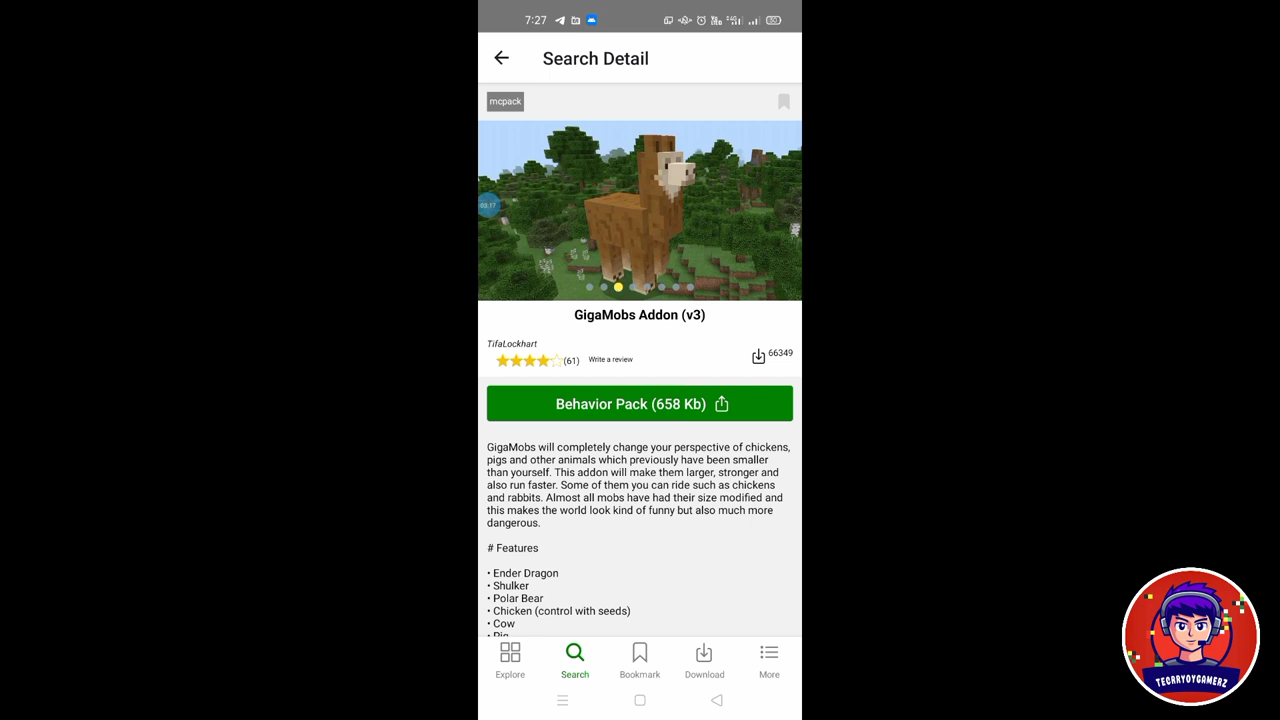 7:27
Search Detail
mcpack
03:17
GigaMobs Addon (v3)
TifaLockhart
(61) Write a review
66349
Behavior Pack (658 Kb)
GigaMobs will completely change your perspective of chickens,
pigs and other animals which previously have been smaller
than yourself. This addon will make them larger, stronger and
also run faster. Some of them you can ride such as chickens
and rabbits. Almost all mobs have had their size modified and
this makes the world look kind of funny but also much more
dangerous.
# Features
• Ender Dragon
• Shulker
• Polar Bear
• Chicken (control with seeds)
• Cow
• Pig
Explore Search Bookmark Download More
TECRRYOYGAMERZ